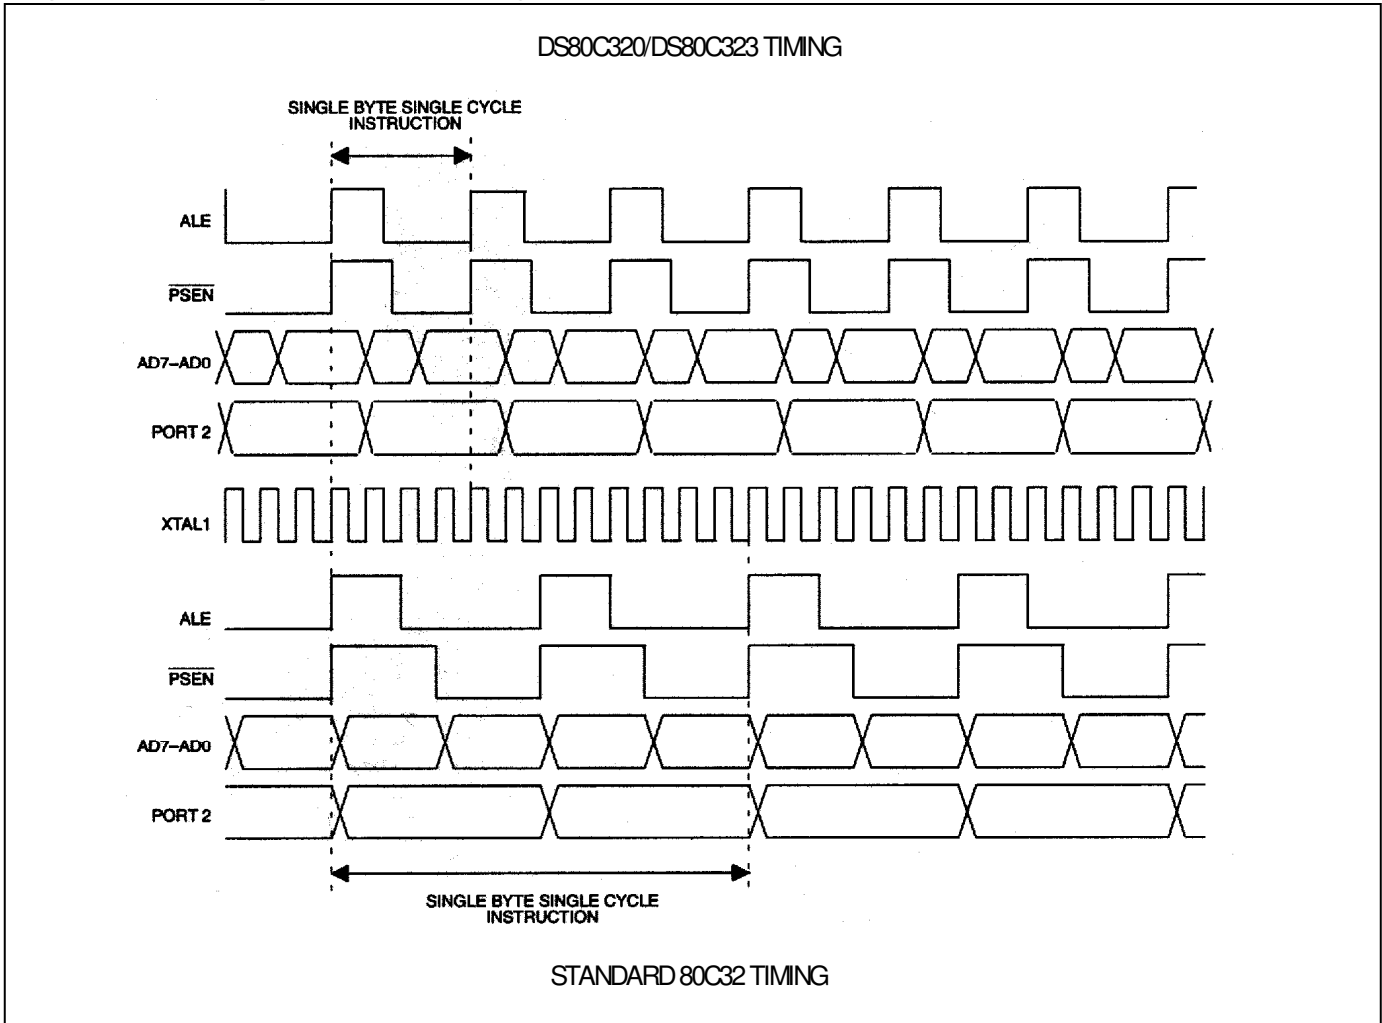 DS80C320/DS80C323 TIMING
SINGLE BYTE SINGLE CYCLE
INSTRUCTION
ALE
PSEN
AD7–AD0
PORT 2
XTAL1
ALE
PSEN
AD7–AD0
PORT 2
SINGLE BYTE SINGLE CYCLE
INSTRUCTION
STANDARD 80C32 TIMING